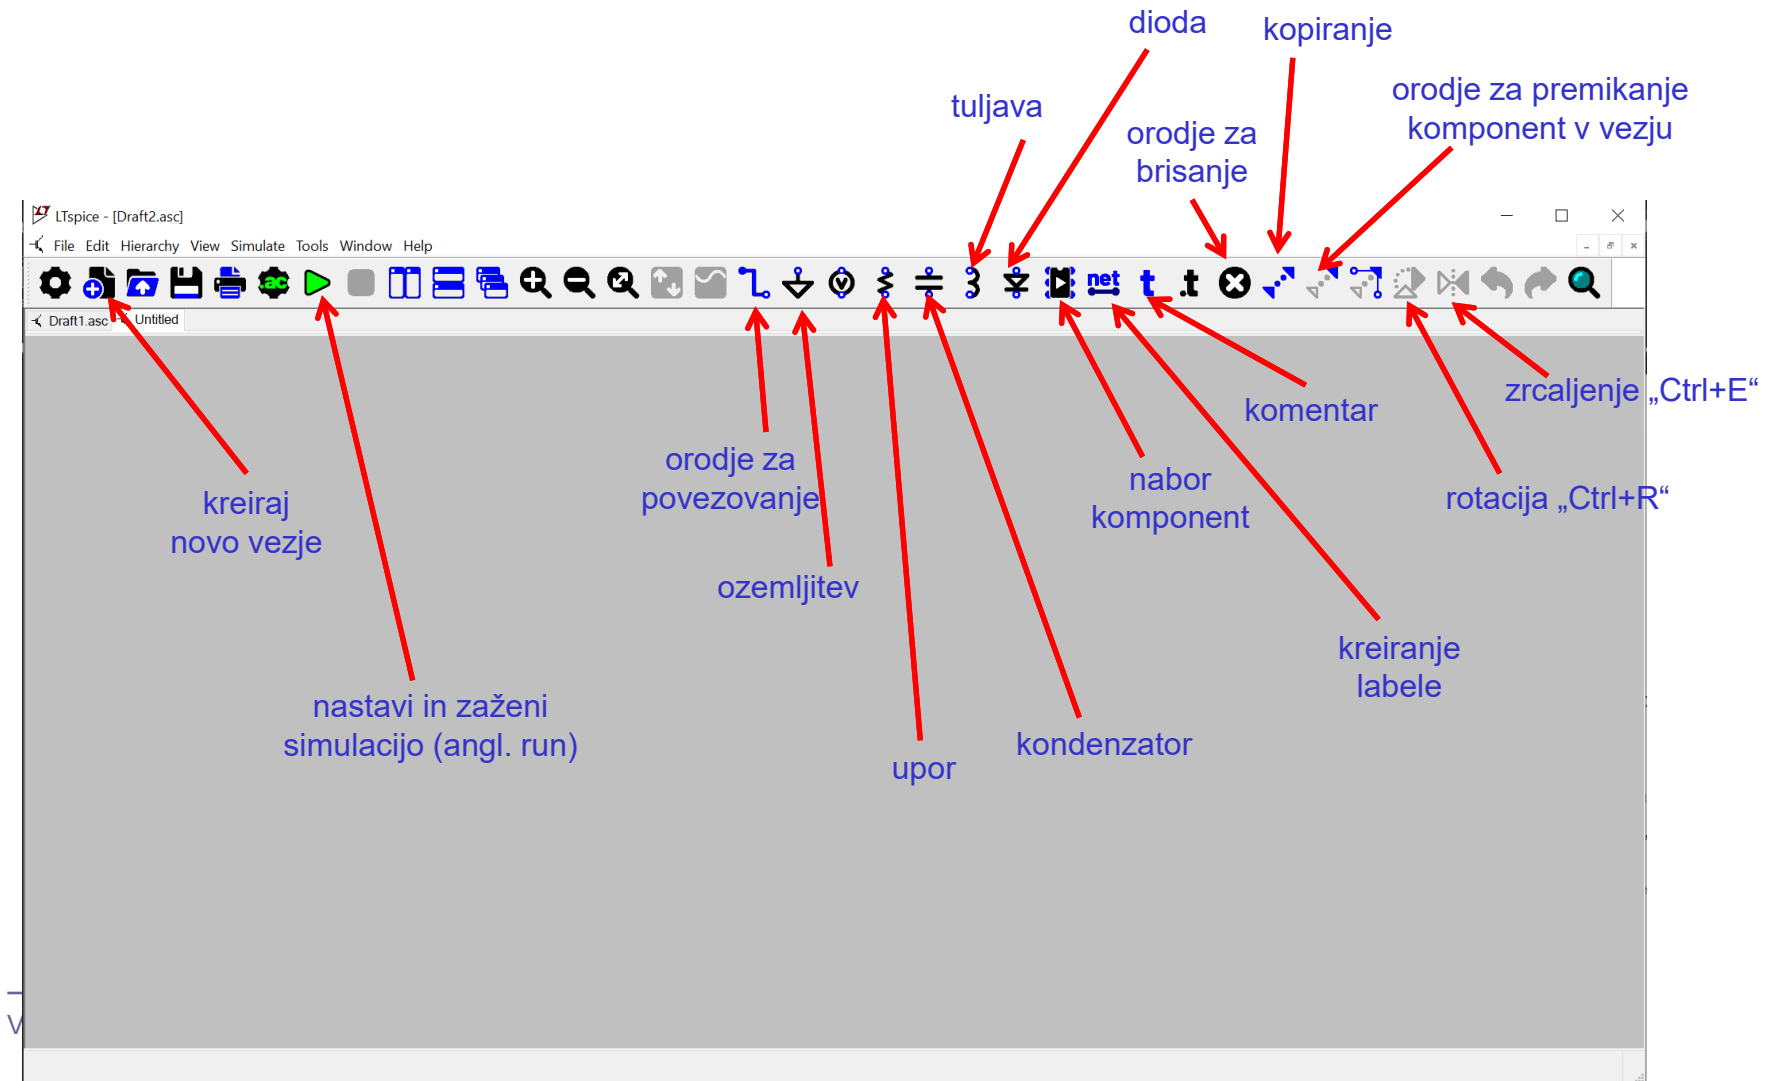 dioda
kopiranje
tuljava
orodje za premikanje
komponent v vezju
orodje za
brisanje
LTspice - [Draft2.asc]
File Edit Hierarchy View Simulate Tools Window Help
.ac
V
net
t
.t
Draft1.asc
Untitled
zrcaljenje „Ctrl+E“
komentar
orodje za
povezovanje
nabor
komponent
rotacija „Ctrl+R“
kreiraj
novo vezje
ozemljitev
kreiranje
labele
nastavi in zaženi
simulacijo (angl. run)
kondenzator
upor
V